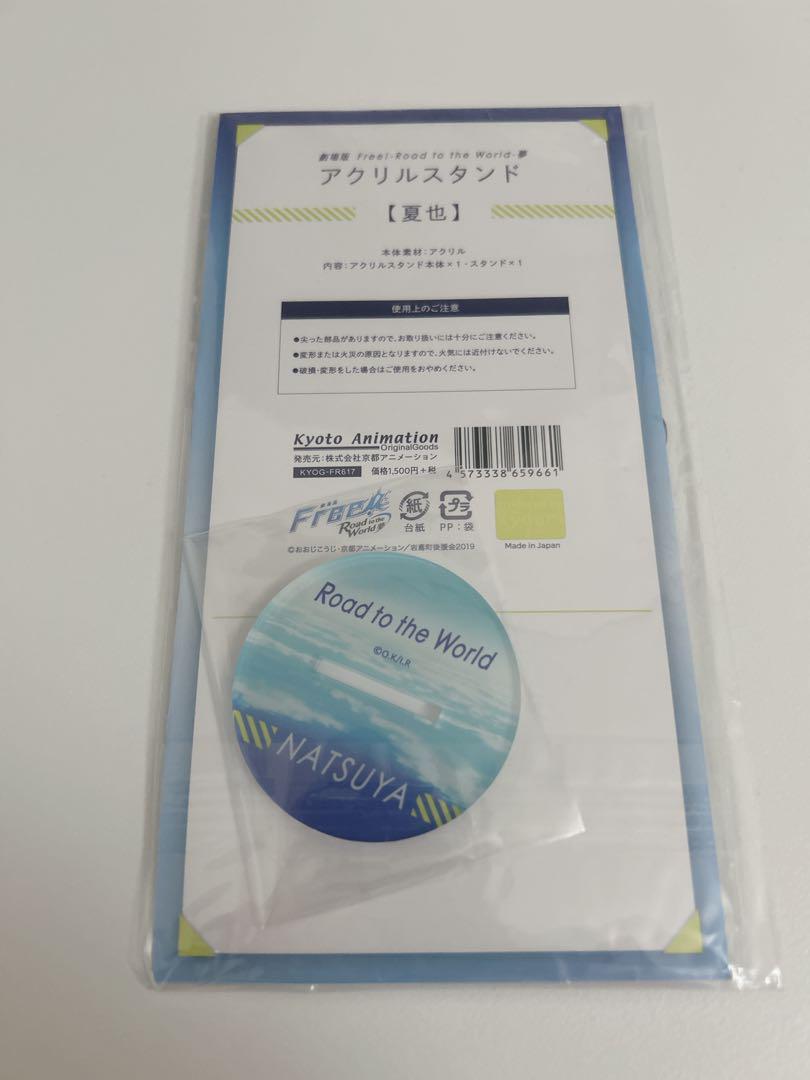 劇場版 Free!-Road to the World-夢
アクリルスタンド
【夏也】
本体素材：アクリル
内容：アクリルスタンド本体×1・スタンド×1
使用上のご注意
●尖った部品がありますので、お取り扱いには十分にご注意ください。
●変形または火災の原因となりますので、火気には近付けないでください。
●破損・変形をした場合はご使用をおやめください。
Kyoto Animation
OriginalGoods
発売元：株式会社京都アニメーション
KYOG-FR617 価格1,500円+税
4 573338 659661
劇場版
Free!
Road to the World 夢
紙
台紙
プラ
PP：袋
Made in Japan
©おおじこうじ・京都アニメーション/岩鳶町後援会2019
Road to the World
©O.K/I.R
NATSUYA